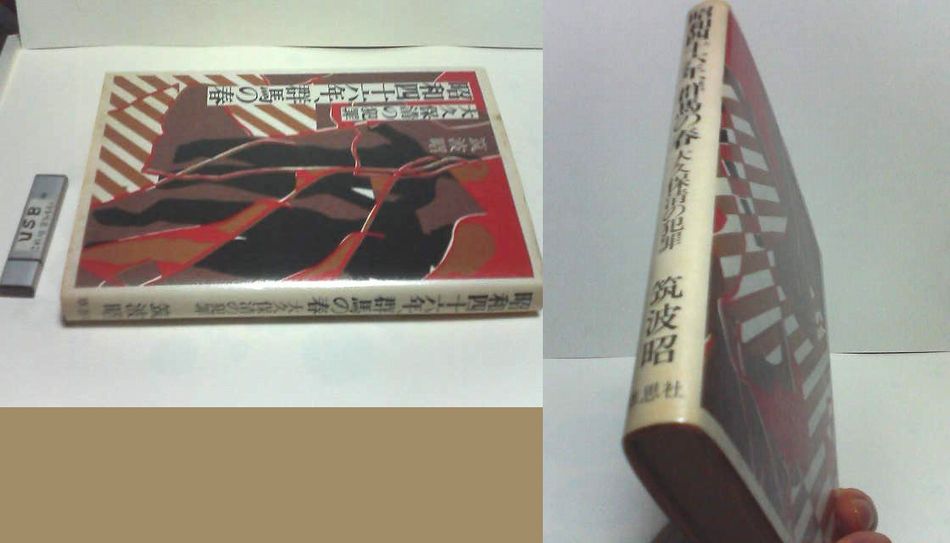 昭和四十六年、群馬の春
大久保清の犯罪
筑波昭
昭和四十六年、群馬の春 大久保清の犯罪 筑波昭
USB
昭和四十六年、群馬の春 大久保清の犯罪 筑波昭 草思社